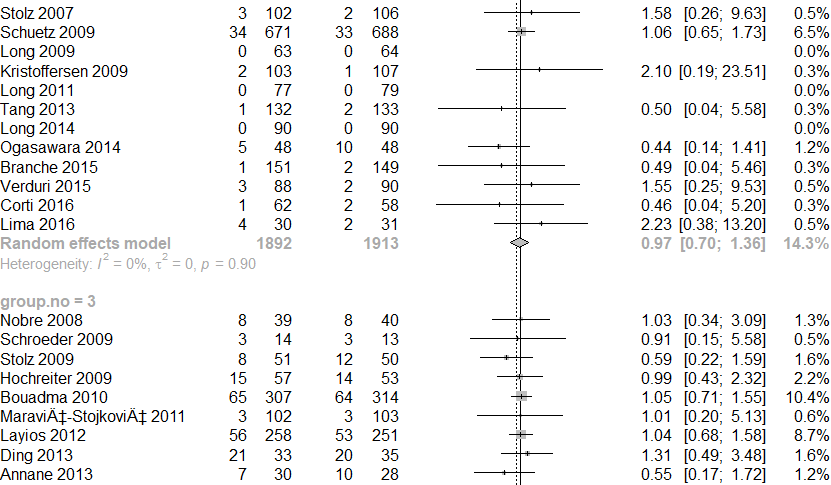 Stolz 2007 3 102 2 106 1.58 [0.26; 9.63] 0.5%
Schuetz 2009 34 671 33 688 1.06 [0.65; 1.73] 6.5%
Long 2009 0 63 0 64 0.0%
Kristoffersen 2009 2 103 1 107 2.10 [0.19; 23.51] 0.3%
Long 2011 0 77 0 79 0.0%
Tang 2013 1 132 2 133 0.50 [0.04; 5.58] 0.3%
Long 2014 0 90 0 90 0.0%
Ogasawara 2014 5 48 10 48 0.44 [0.14; 1.41] 1.2%
Branche 2015 1 151 2 149 0.49 [0.04; 5.46] 0.3%
Verduri 2015 3 88 2 90 1.55 [0.25; 9.53] 0.5%
Corti 2016 1 62 2 58 0.46 [0.04; 5.20] 0.3%
Lima 2016 4 30 2 31 2.23 [0.38; 13.20] 0.5%
Random effects model 1892 1913 0.97 [0.70; 1.36] 14.3%
Heterogeneity: I² = 0%, τ² = 0, p = 0.90
group.no = 3
Nobre 2008 8 39 8 40 1.03 [0.34; 3.09] 1.3%
Schroeder 2009 3 14 3 13 0.91 [0.15; 5.58] 0.5%
Stolz 2009 8 51 12 50 0.59 [0.22; 1.59] 1.6%
Hochreiter 2009 15 57 14 53 0.99 [0.43; 2.32] 2.2%
Bouadma 2010 65 307 64 314 1.05 [0.71; 1.55] 10.4%
MaraviÄ‡-StojkoviÄ‡ 2011 3 102 3 103 1.01 [0.20; 5.13] 0.6%
Layios 2012 56 258 53 251 1.04 [0.68; 1.58] 8.7%
Ding 2013 21 33 20 35 1.31 [0.49; 3.48] 1.6%
Annane 2013 7 30 10 28 0.55 [0.17; 1.72] 1.2%